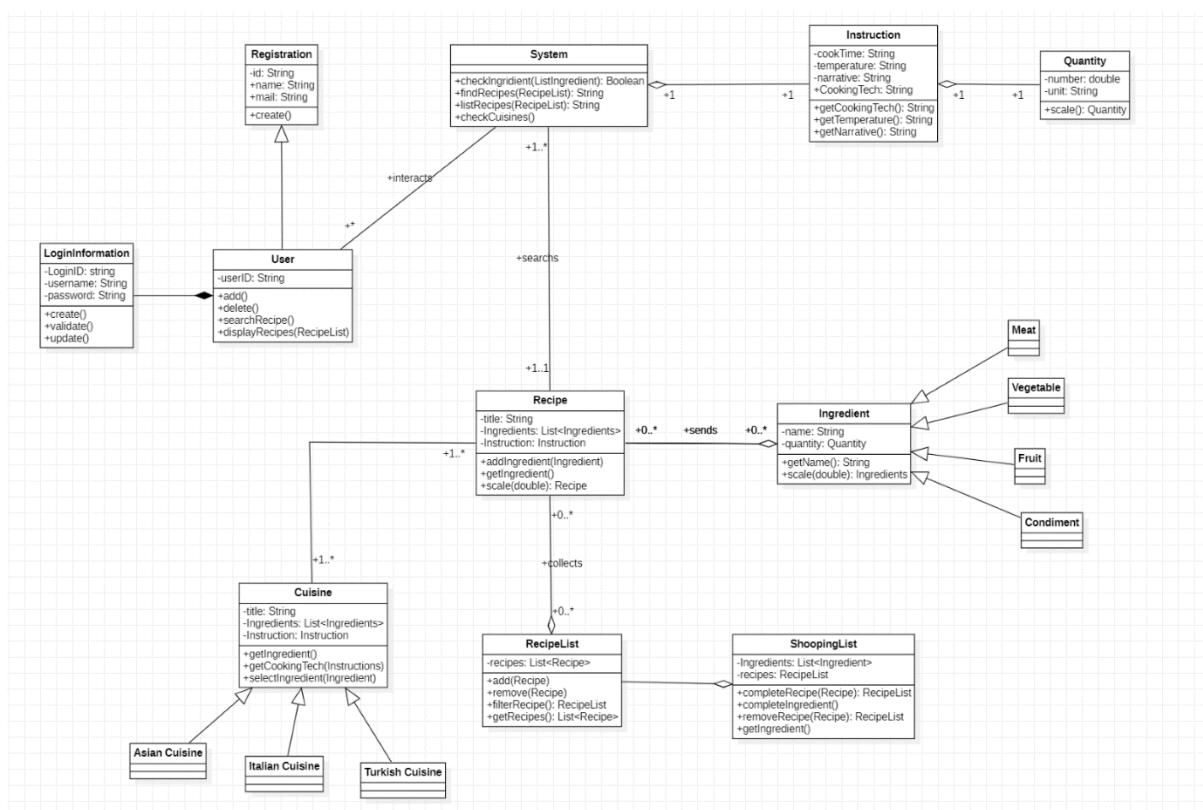 Registration
-id: String
+name: String
+mail: String
+create()
System
+checkIngridient(ListIngredient): Boolean
+findRecipes(RecipeList): String
+listRecipes(RecipeList): String
+checkCuisines()
Instruction
-cookTime: String
-temperature: String
-narrative: String
+CookingTech: String
+getCookingTech(): String
+getTemperature(): String
+getNarrative(): String
Quantity
-number: double
-unit: String
+scale(): Quantity
+1
+1
+1
+1
+interacts
+*
+1..*
+searchs
+1..1
LoginInformation
-LoginID: string
-username: String
-password: String
+create()
+validate()
+update()
User
-userID: String
+add()
+delete()
+searchRecipe()
+displayRecipes(RecipeList)
Recipe
-title: String
-Ingredients: List<Ingredients>
-Instruction: Instruction
+addIngredient(Ingredient)
+getIngredient()
+scale(double): Recipe
+0..*
+sends
+0..*
Ingredient
-name: String
-quantity: Quantity
+getName(): String
+scale(double): Ingredients
Meat
Vegetable
Fruit
Condiment
+1..*
+1..*
+0..*
+collects
+0..*
Cuisine
-title: String
-Ingredients: List<Ingredients>
-Instruction: Instruction
+getIngredient()
+getCookingTech(Instructions)
+selectIngredient(Ingredient)
RecipeList
-recipes: List<Recipe>
+add(Recipe)
+remove(Recipe)
+filterRecipe(): RecipeList
+getRecipes(): List<Recipe>
ShoopingList
-Ingredients: List<Ingredient>
-recipes: RecipeList
+completeRecipe(Recipe): RecipeList
+completeIngredient()
+removeRecipe(Recipe): RecipeList
+getIngredient()
Asian Cuisine
Italian Cuisine
Turkish Cuisine